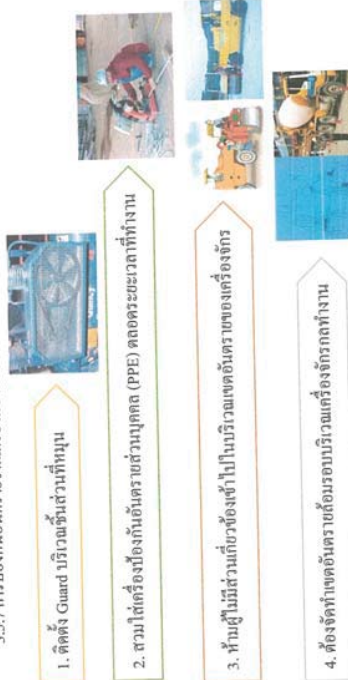 1. ติดตั้ง Guard บริเวณชิ้นส่วนที่หมุน
2. สวมใส่เครื่องป้องกันอันตรายส่วนบุคคล (PPE) ตลอดระยะเวลาที่ทำงาน
3. ห้ามผู้ไม่มีส่วนเกี่ยวข้องเข้าไปในบริเวณเขตอันตรายของเครื่องจักร
4. ต้องจัดทำเขตอันตรายล้อมรอบบริเวณเครื่องจักรกลทำงาน